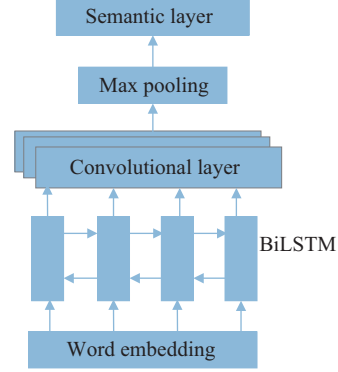 Semantic layer
Max pooling
Convolutional layer
BiLSTM
Word embedding